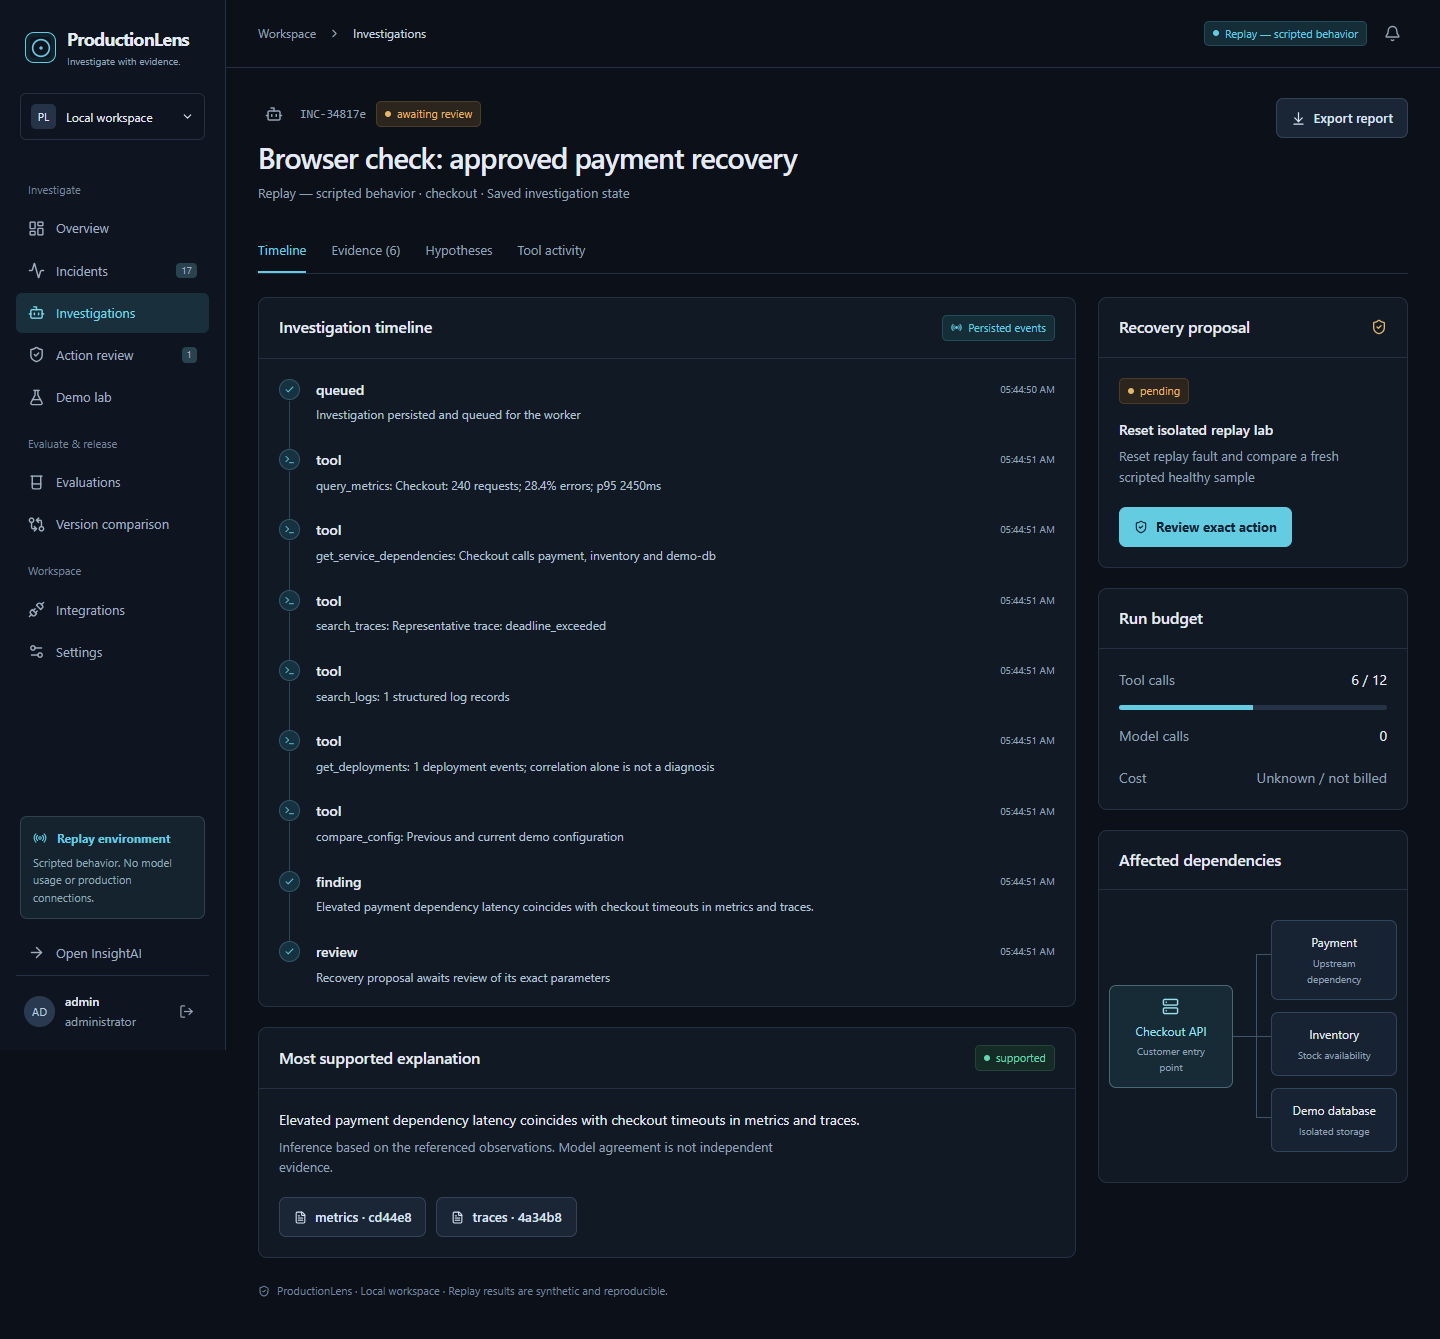 ProductionLens
Investigate with evidence.
PL
Local workspace
Investigate
Overview
Incidents
17
Investigations
Action review
1
Demo lab
Evaluate & release
Evaluations
Version comparison
Workspace
Integrations
Settings
Replay environment
Scripted behavior. No model
usage or production
connections.
Open InsightAI
AD
admin
administrator
Workspace
Investigations
Replay — scripted behavior
INC-34817e
awaiting review
Export report
Browser check: approved payment recovery
Replay — scripted behavior · checkout · Saved investigation state
Timeline
Evidence (6)
Hypotheses
Tool activity
Investigation timeline
Persisted events
queued
05:44:50 AM
Investigation persisted and queued for the worker
tool
05:44:51 AM
query_metrics: Checkout: 240 requests; 28.4% errors; p95 2450ms
tool
05:44:51 AM
get_service_dependencies: Checkout calls payment, inventory and demo-db
tool
05:44:51 AM
search_traces: Representative trace: deadline_exceeded
tool
05:44:51 AM
search_logs: 1 structured log records
tool
05:44:51 AM
get_deployments: 1 deployment events; correlation alone is not a diagnosis
tool
05:44:51 AM
compare_config: Previous and current demo configuration
finding
05:44:51 AM
Elevated payment dependency latency coincides with checkout timeouts in metrics and traces.
review
05:44:51 AM
Recovery proposal awaits review of its exact parameters
Most supported explanation
supported
Elevated payment dependency latency coincides with checkout timeouts in metrics and traces.
Inference based on the referenced observations. Model agreement is not independent
evidence.
metrics · cd44e8
traces · 4a34b8
Recovery proposal
pending
Reset isolated replay lab
Reset replay fault and compare a fresh
scripted healthy sample
Review exact action
Run budget
Tool calls
6 / 12
Model calls
0
Cost
Unknown / not billed
Affected dependencies
Checkout API
Customer entry
point
Payment
Upstream
dependency
Inventory
Stock availability
Demo database
Isolated storage
ProductionLens · Local workspace · Replay results are synthetic and reproducible.